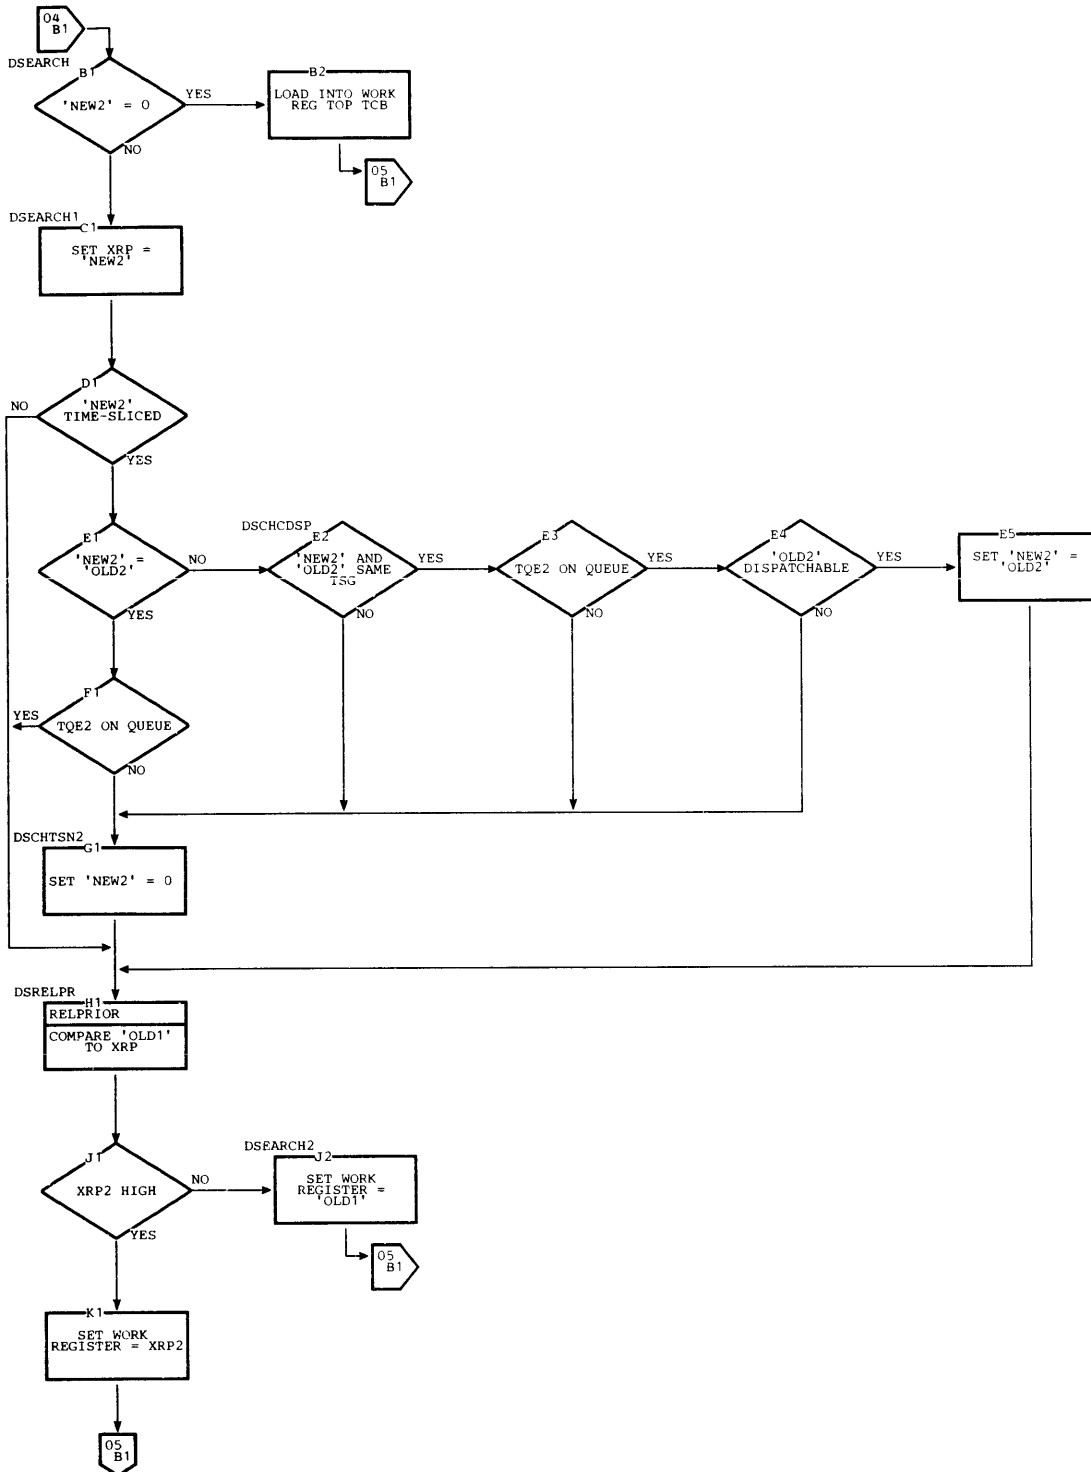 04
B1
DSEARCH
B1
'NEW2' = 0
YES
NO
B2
LOAD INTO WORK
REG TOP TCB
05
B1
DSEARCH1
C1
SET XRP =
'NEW2'
D1
'NEW2'
TIME-SLICED
NO
YES
E1
'NEW2' =
'OLD2'
NO
YES
DSCHCDSP
E2
'NEW2' AND
'OLD2' SAME
TSG
YES
NO
E3
TQE2 ON QUEUE
YES
NO
E4
'OLD2'
DISPATCHABLE
YES
NO
E5
SET 'NEW2' =
'OLD2'
F1
TQE2 ON QUEUE
YES
NO
DSCHTSN2
G1
SET 'NEW2' = 0
DSRELPR
H1
RELPRIOR
COMPARE 'OLD1'
TO XRP
J1
XRP2 HIGH
NO
YES
DSEARCH2
J2
SET WORK
REGISTER =
'OLD1'
05
B1
K1
SET WORK
REGISTER = XRP2
05
B1